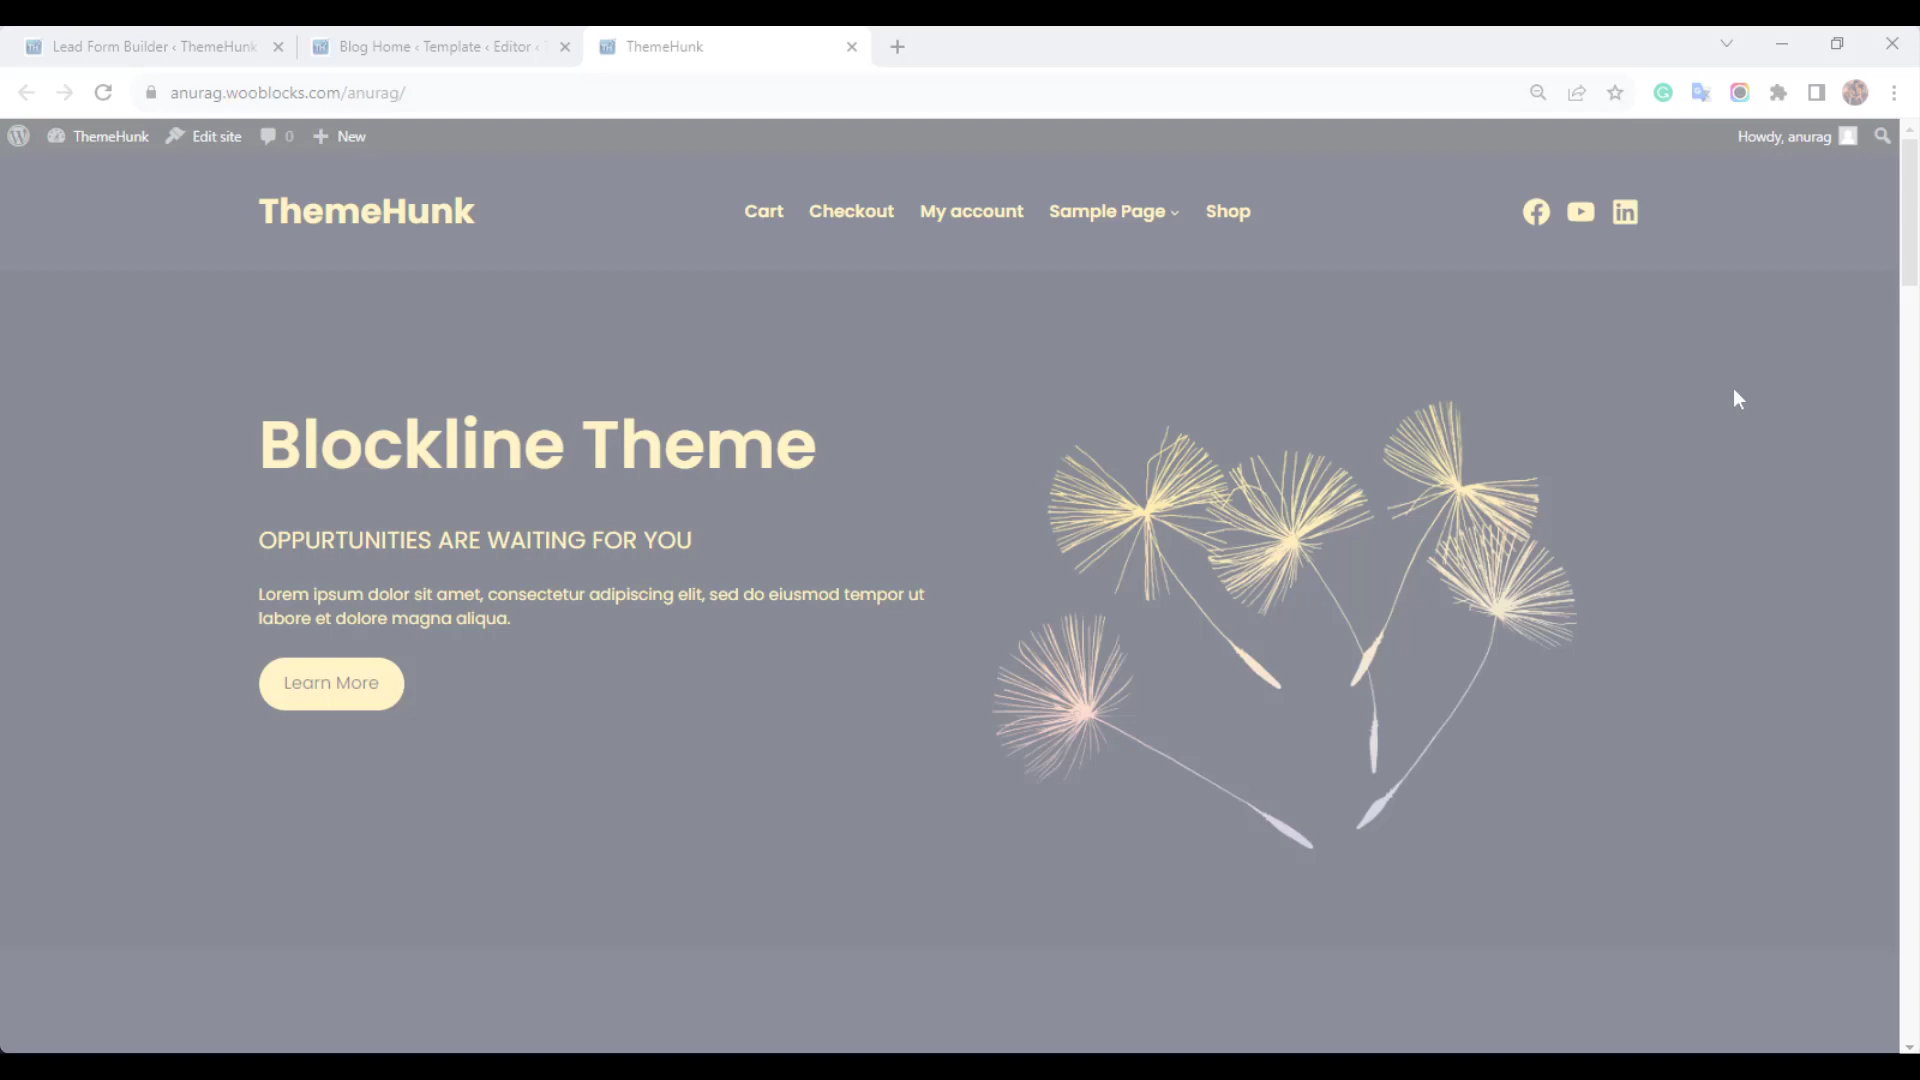 Lead Form Builder ‹ ThemeHunk
Blog Home ‹ Template ‹ Editor ‹
ThemeHunk
anurag.wooblocks.com/anurag/
ThemeHunk
Edit site
0
New
Howdy, anurag
ThemeHunk
Cart
Checkout
My account
Sample Page
Shop
Blockline Theme
OPPURTUNITIES ARE WAITING FOR YOU
Lorem ipsum dolor sit amet, consectetur adipiscing elit, sed do eiusmod tempor ut
labore et dolore magna aliqua.
Learn More